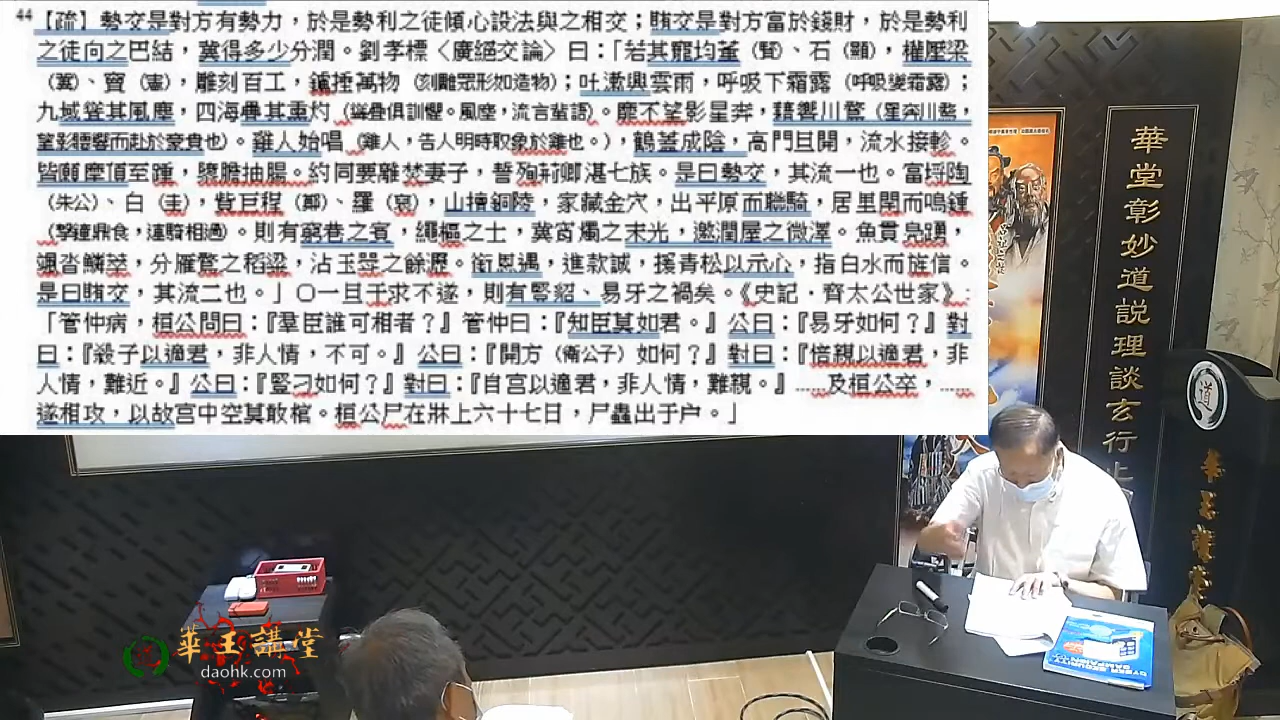 44【疏】勢交是對方有勢力，於是勢利之徒傾心設法與之相交；賄交是對方富於錢財，於是勢利
之徒向之巴結，冀得多少分潤。劉孝標〈廣絕交論〉曰：「若其寵均董（賢）、石（顯），權壓梁
（冀）、竇（憲），雕刻百工，鑪捶萬物（刻雕眾形如造物）；吐漱興雲雨，呼吸下霜露（呼吸變霜露）；
九域聳其風塵，四海疊其熏灼（聳疊俱訓懼。風塵，流言蜚語）。靡不望影星奔，藉響川騖（星奔川騖，
望影聽響而赴於豪貴也）。雞人始唱（雞人，告人明時取象於雞也。），鶴蓋成陰，高門旦開，流水接軫。
皆願摩頂至踵，隳膽抽腸。約同要離焚妻子，誓殉荊卿湛七族。是曰勢交，其流一也。富埒陶
（朱公）、白（圭），貲巨程（鄭）、羅（裒），山擅銅陵，家藏金穴，出平原而聯騎，居里閈而鳴鍾
（擊鐘鼎食，連騎相過）。則有窮巷之賓，繩樞之士，冀宵燭之末光，邀潤屋之微澤。魚貫鳧躍，
颯沓鱗萃，分雁鶩之稻粱，沾玉斝之餘瀝。銜恩遇，進款誠，援青松以示心，指白水而旌信。
是曰賄交，其流二也。」〇一旦干求不遂，則有豎貂、易牙之禍矣。《史記．齊太公世家》：
「管仲病，桓公問曰：『羣臣誰可相者？』管仲曰：『知臣莫如君。』公曰：『易牙如何？』對
曰：『殺子以適君，非人情，不可。』公曰：『開方（衛公子）如何？』對曰：『倍親以適君，非
人情，難近。』公曰：『豎刁如何？』對曰：『自宮以適君，非人情，難親。』……及桓公卒，……
遂相攻，以故宮中空莫敢棺。桓公尸在牀上六十七日，尸蟲出于户。」
華堂彰妙道說理談玄行
道
華王講堂
daohk.com
CYBER SECURITY
CAMPAIGN